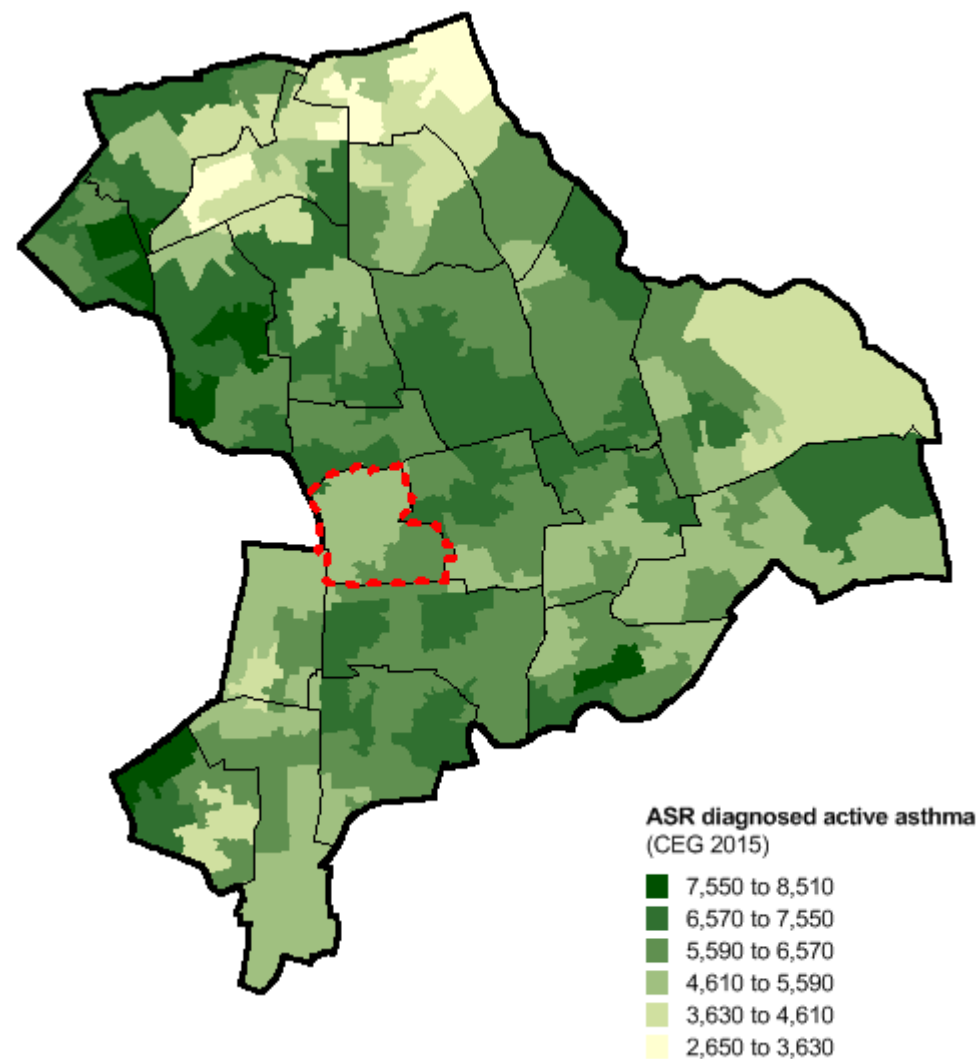 ASR diagnosed active asthma
(CEG 2015)
7,550 to 8,510
6,570 to 7,550
5,590 to 6,570
4,610 to 5,590
3,630 to 4,610
2,650 to 3,630